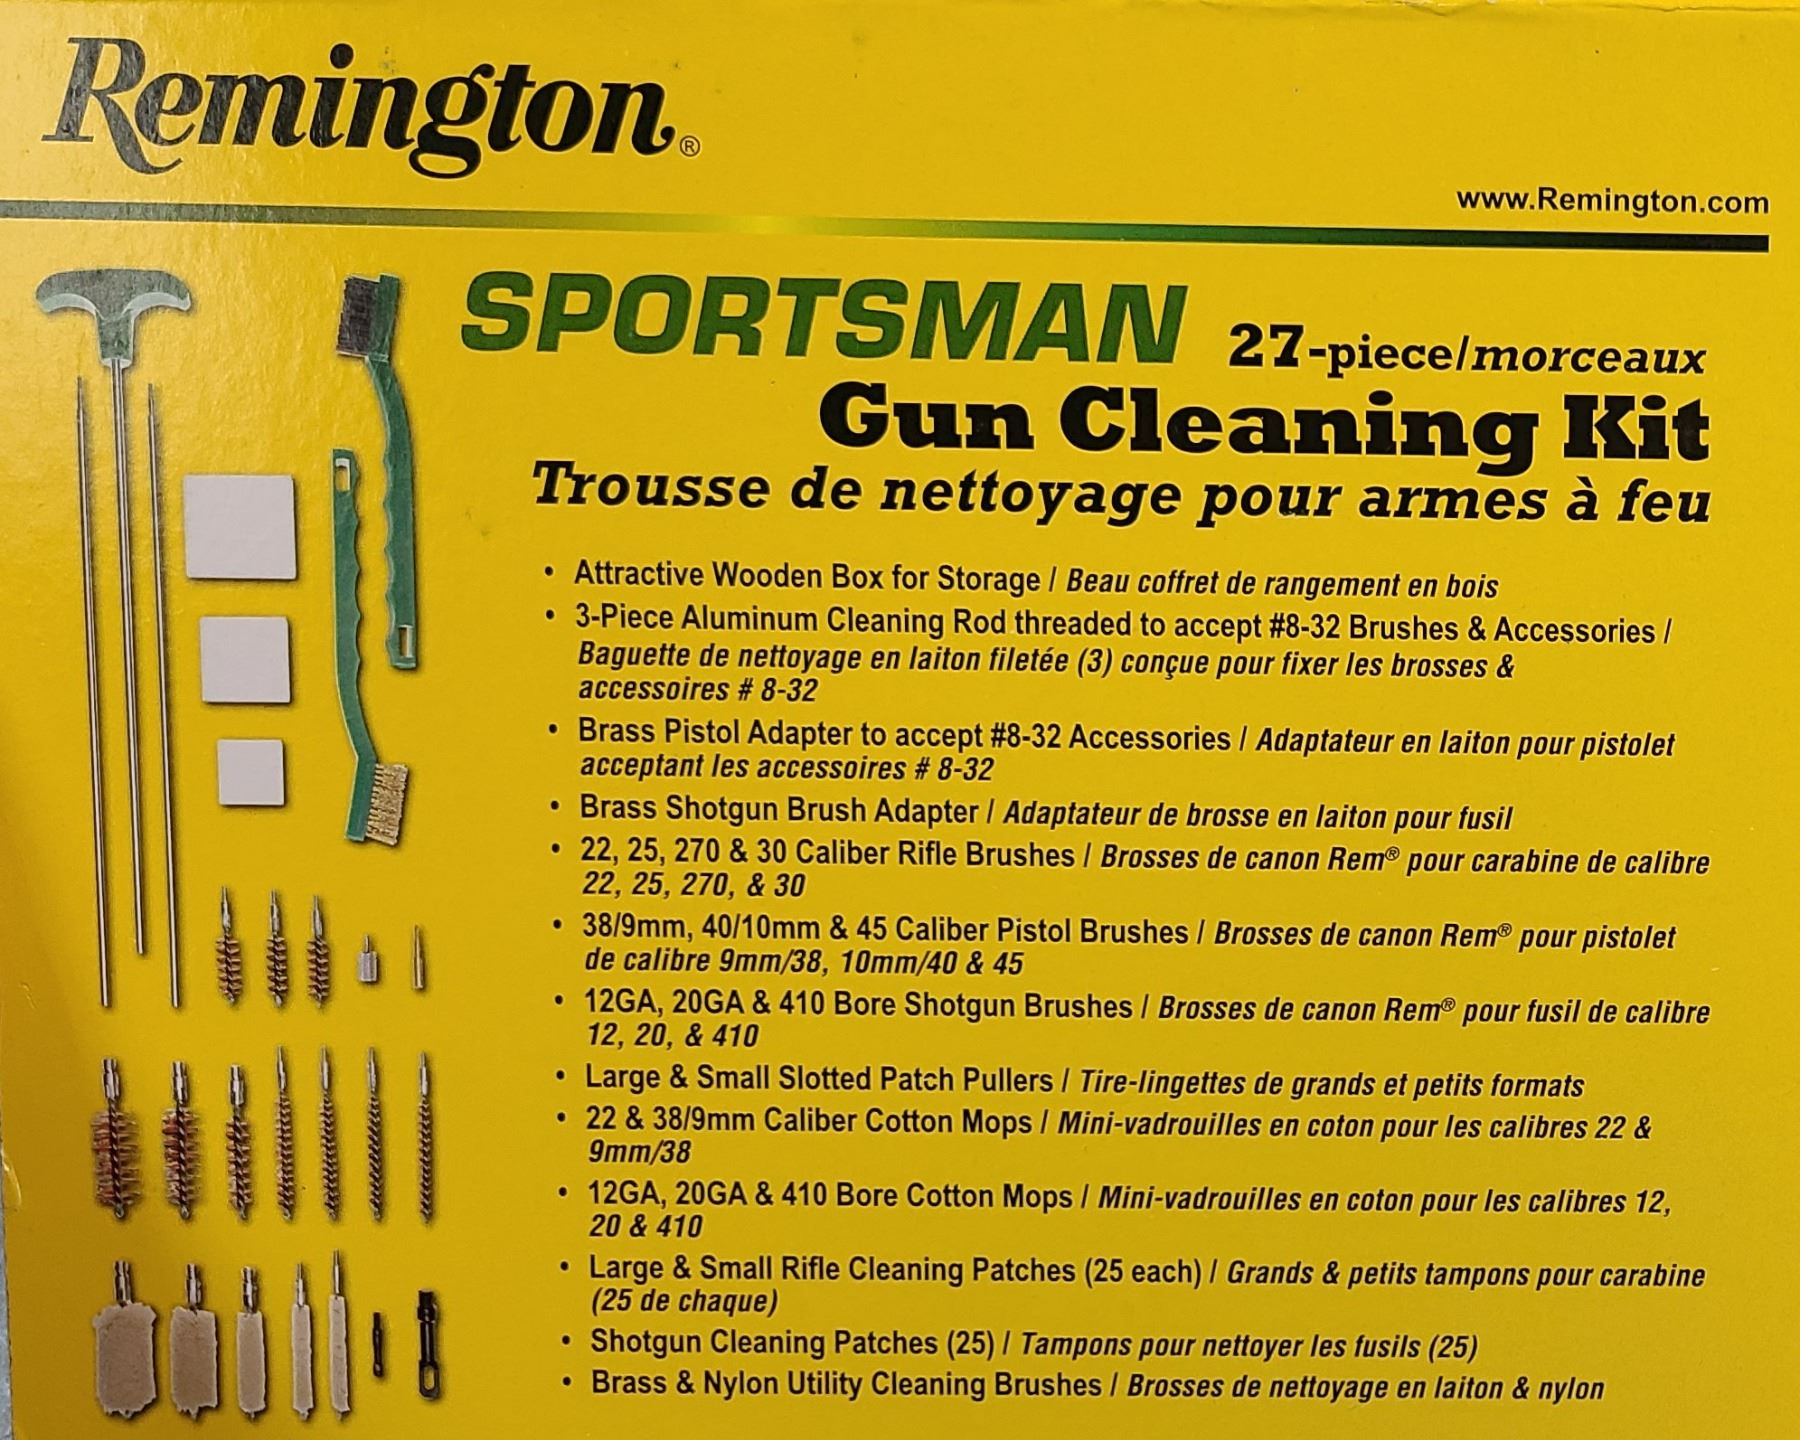 Remington®
www.Remington.com
SPORTSMAN 27-piece/morceaux
Gun Cleaning Kit
Trousse de nettoyage pour armes à feu
• Attractive Wooden Box for Storage / Beau coffret de rangement en bois
• 3-Piece Aluminum Cleaning Rod threaded to accept #8-32 Brushes & Accessories /
Baguette de nettoyage en laiton filetée (3) conçue pour fixer les brosses &
accessoires # 8-32
• Brass Pistol Adapter to accept #8-32 Accessories / Adaptateur en laiton pour pistolet
acceptant les accessoires # 8-32
• Brass Shotgun Brush Adapter / Adaptateur de brosse en laiton pour fusil
• 22, 25, 270 & 30 Caliber Rifle Brushes / Brosses de canon Rem® pour carabine de calibre
22, 25, 270, & 30
• 38/9mm, 40/10mm & 45 Caliber Pistol Brushes / Brosses de canon Rem® pour pistolet
de calibre 9mm/38, 10mm/40 & 45
• 12GA, 20GA & 410 Bore Shotgun Brushes / Brosses de canon Rem® pour fusil de calibre
12, 20, & 410
• Large & Small Slotted Patch Pullers / Tire-lingettes de grands et petits formats
• 22 & 38/9mm Caliber Cotton Mops / Mini-vadrouilles en coton pour les calibres 22 &
9mm/38
• 12GA, 20GA & 410 Bore Cotton Mops / Mini-vadrouilles en coton pour les calibres 12,
20 & 410
• Large & Small Rifle Cleaning Patches (25 each) / Grands & petits tampons pour carabine
(25 de chaque)
• Shotgun Cleaning Patches (25) / Tampons pour nettoyer les fusils (25)
• Brass & Nylon Utility Cleaning Brushes / Brosses de nettoyage en laiton & nylon